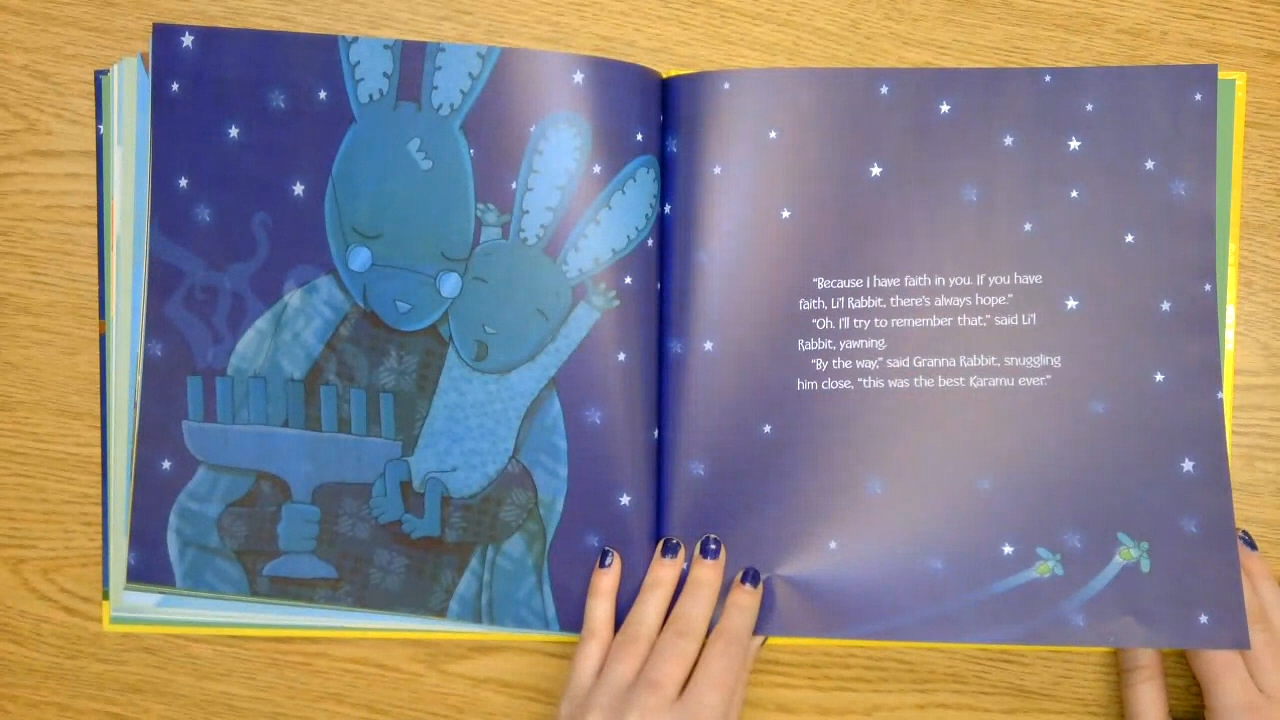 “Because I have faith in you. If you have
faith, Li’l Rabbit, there’s always hope.”
“Oh. I’ll try to remember that,” said Li’l
Rabbit, yawning.
“By the way,” said Granna Rabbit, snuggling
him close, “this was the best Karamu ever.”